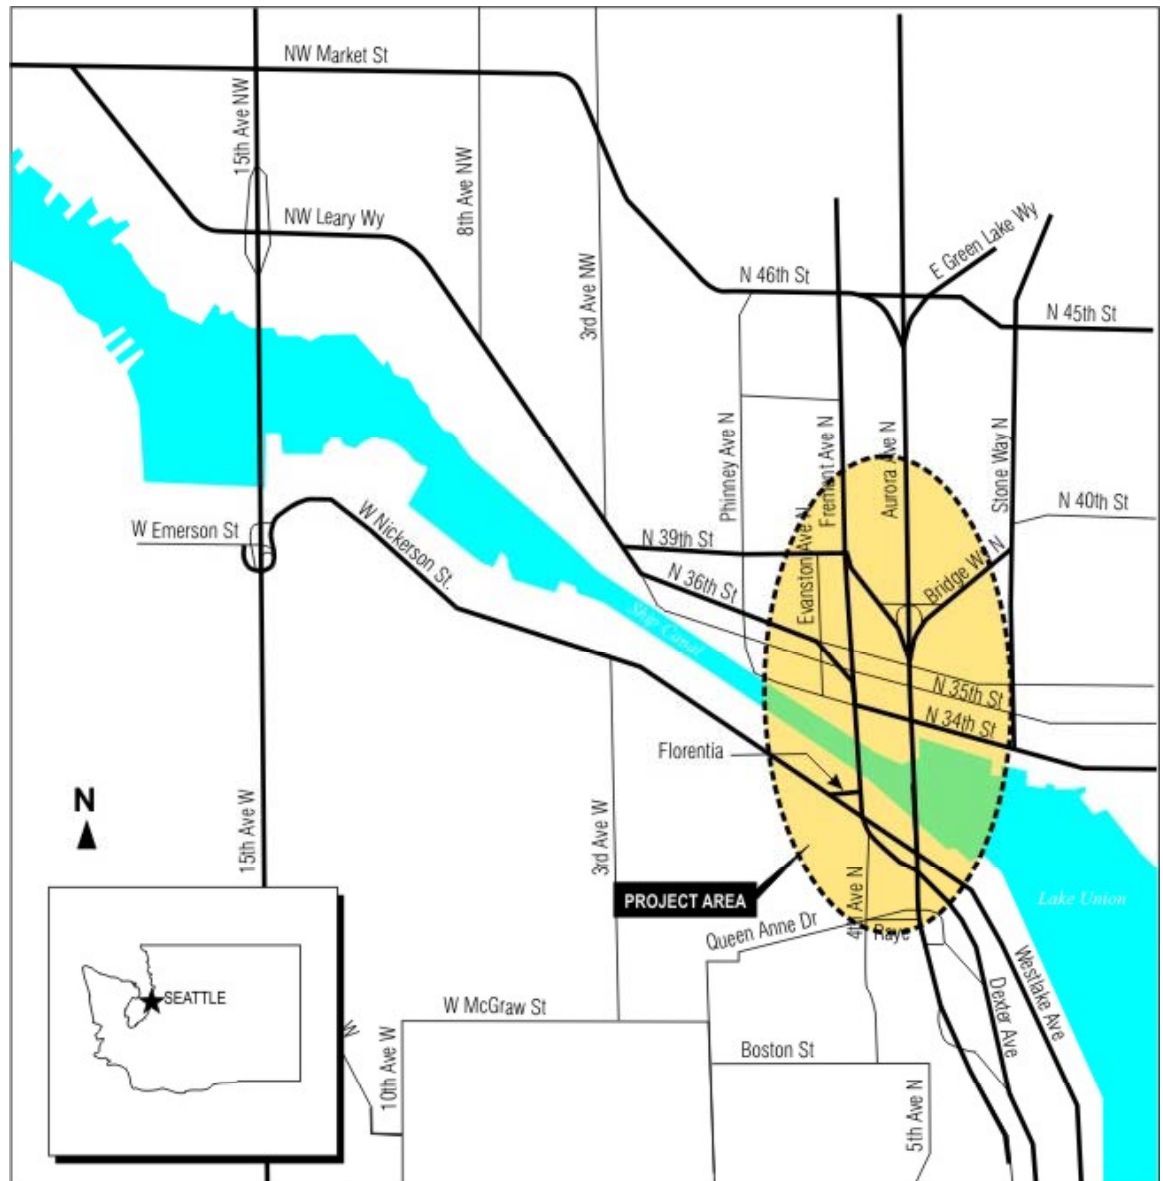 NW Market St
15th Ave NW
8th Ave NW
NW Leary Wy
3rd Ave NW
E Green Lake Wy
N 46th St
N 45th St
Phinney Ave N
Fremont Ave N
Aurora Ave N
Stone Way N
N 40th St
W Emerson St
W Nickerson St.
N 39th St
N 36th St
Evanston Ave N
Bridge W N
Ship Canal
N 35th St
N 34th St
Florentia
N
15th Ave W
3rd Ave W
PROJECT AREA
4th Ave N
Lake Union
Queen Anne Dr
Raye
Westlake Ave
Dexter Ave
SEATTLE
W McGraw St
W
10th Ave W
Boston St
5th Ave N